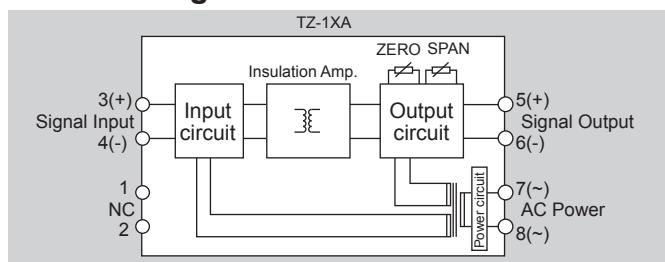 TZ-1XA
ZERO SPAN
Insulation Amp.
3(+)
Signal Input
4(-)
Input
circuit
Output
circuit
5(+)
Signal Output
6(-)
1
NC
2
Power circuit
7(~)
AC Power
8(~)